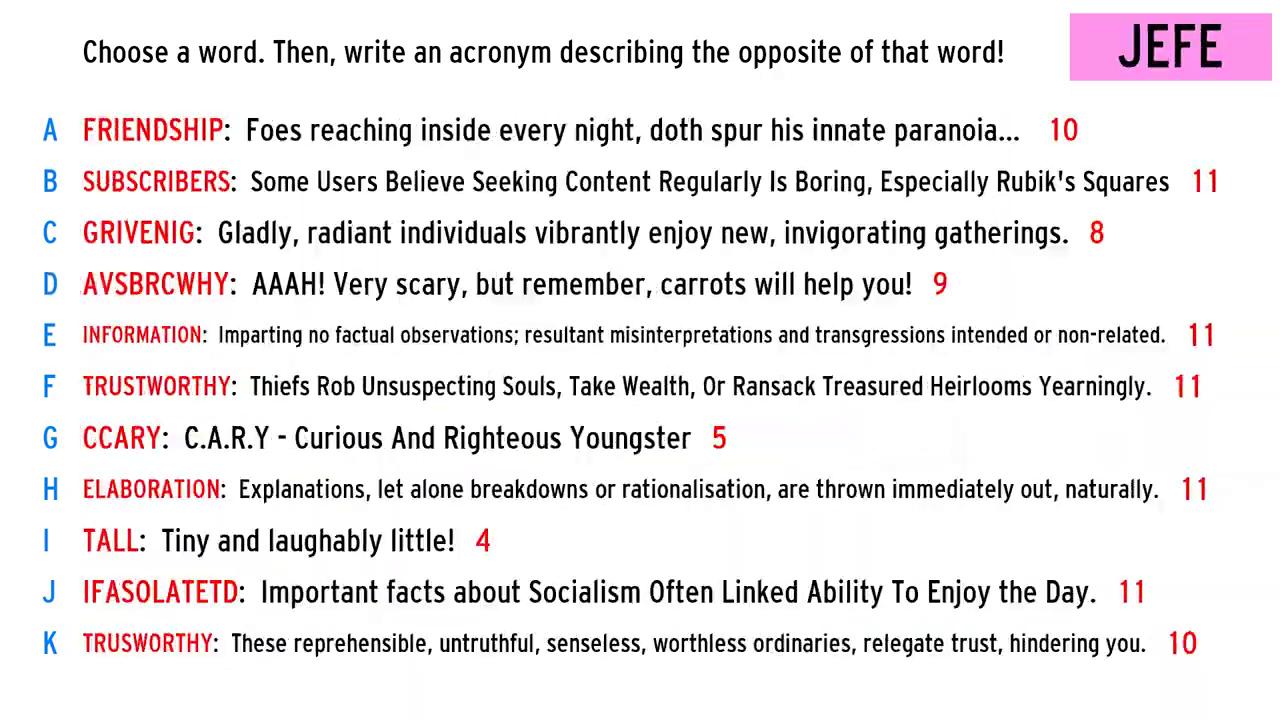 Choose a word. Then, write an acronym describing the opposite of that word!
JEFE
A FRIENDSHIP: Foes reaching inside every night, doth spur his innate paranoia... 10
B SUBSCRIBERS: Some Users Believe Seeking Content Regularly Is Boring, Especially Rubik's Squares 11
C GRIVENIG: Gladly, radiant individuals vibrantly enjoy new, invigorating gatherings. 8
D AVSBRCWHY: AAAH! Very scary, but remember, carrots will help you! 9
E INFORMATION: Imparting no factual observations; resultant misinterpretations and transgressions intended or non-related. 11
F TRUSTWORTHY: Thiefs Rob Unsuspecting Souls, Take Wealth, Or Ransack Treasured Heirlooms Yearningly. 11
G CCARY: C.A.R.Y - Curious And Righteous Youngster 5
H ELABORATION: Explanations, let alone breakdowns or rationalisation, are thrown immediately out, naturally. 11
I TALL: Tiny and laughably little! 4
J IFASOLATETD: Important facts about Socialism Often Linked Ability To Enjoy the Day. 11
K TRUSWORTHY: These reprehensible, untruthful, senseless, worthless ordinaries, relegate trust, hindering you. 10